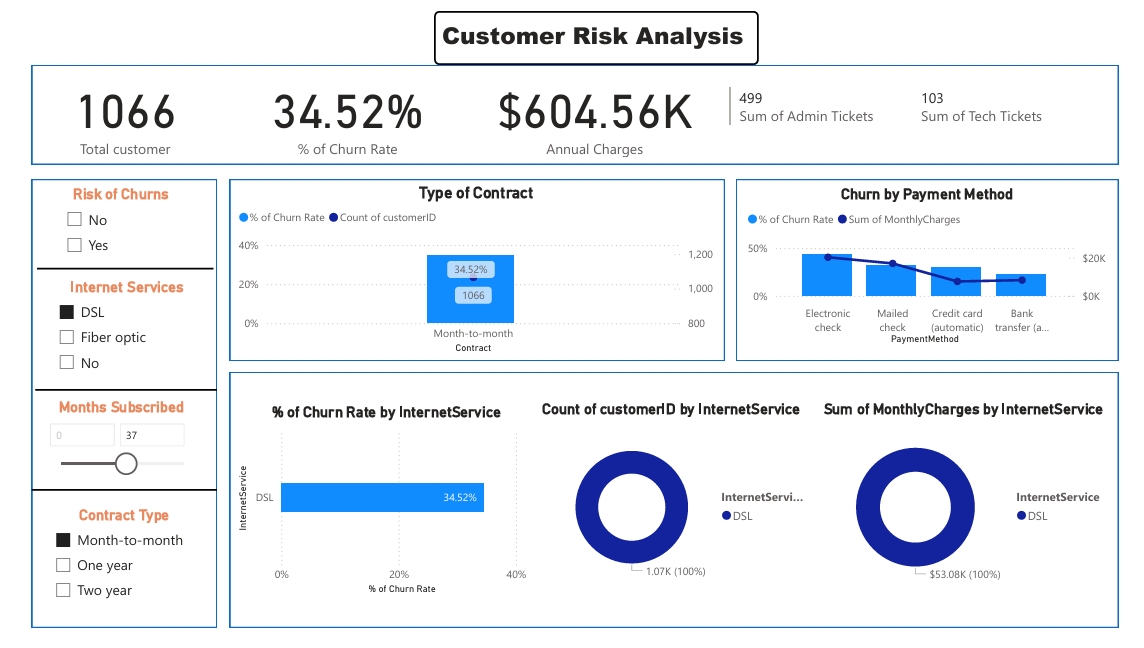 Customer Risk Analysis
1066
Total customer
34.52%
% of Churn Rate
$604.56K
Annual Charges
499
Sum of Admin Tickets
103
Sum of Tech Tickets
Risk of Churns
No
Yes
Internet Services
DSL
Fiber optic
No
Months Subscribed
0
37
Contract Type
Month-to-month
One year
Two year
Type of Contract
% of Churn Rate
Count of customerID
40%
20%
0%
34.52%
1066
1,200
1,000
800
Month-to-month
Contract
Churn by Payment Method
% of Churn Rate
Sum of MonthlyCharges
50%
0%
$20K
$0K
Electronic
check
Mailed
check
Credit card
(automatic)
Bank
transfer (a...
PaymentMethod
% of Churn Rate by InternetService
InternetService
DSL
34.52%
0%
20%
40%
% of Churn Rate
Count of customerID by InternetService
InternetServi...
DSL
1.07K (100%)
Sum of MonthlyCharges by InternetService
InternetService
DSL
$53.08K (100%)